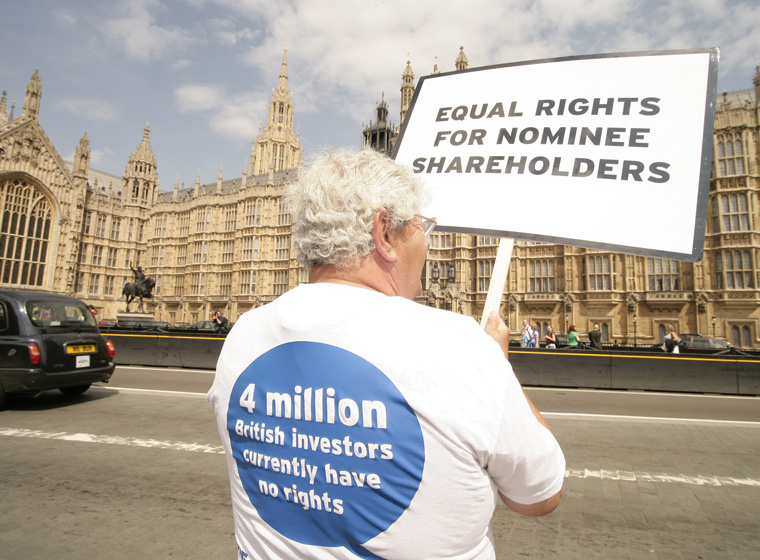 EQUAL RIGHTS
FOR NOMINEE
SHAREHOLDERS
4 million
British investors
currently have
no rights